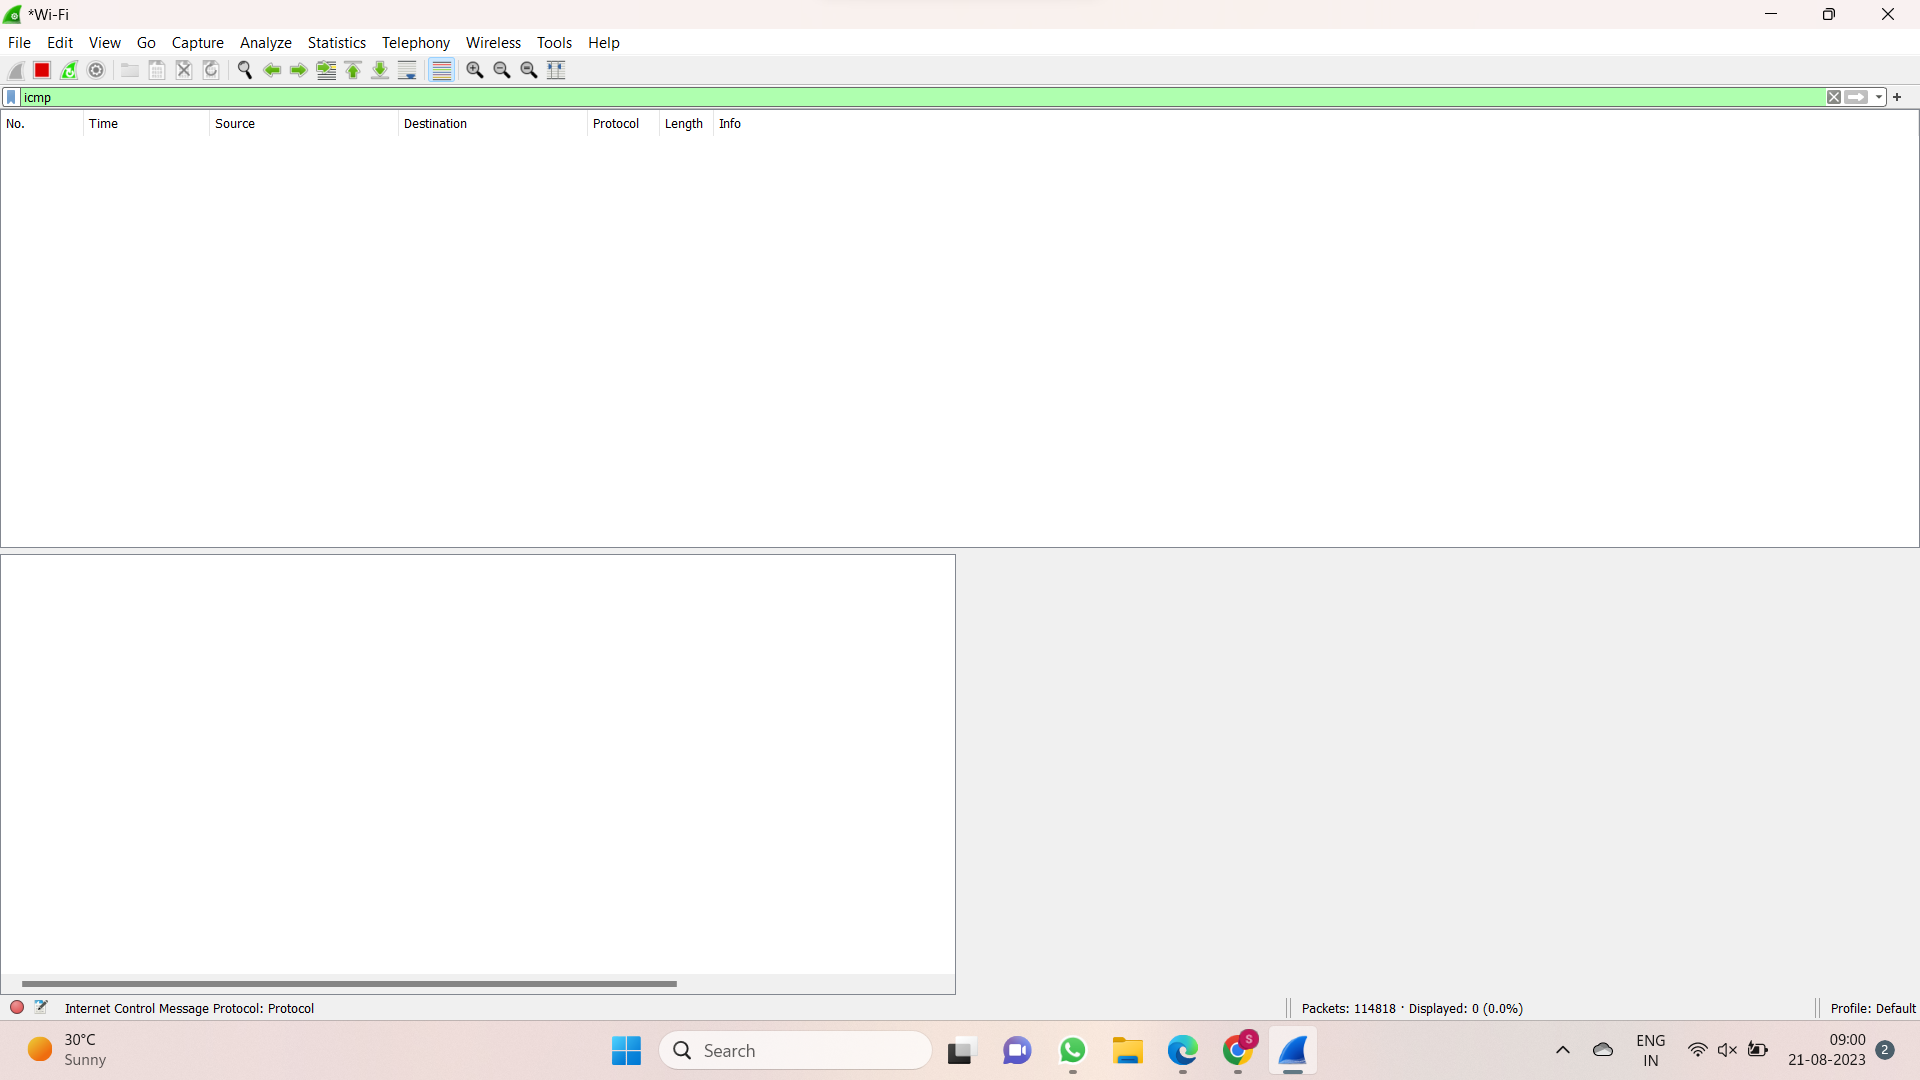 *Wi-Fi
File Edit View Go Capture Analyze Statistics Telephony Wireless Tools Help
icmp
No. Time Source Destination Protocol Length Info
Internet Control Message Protocol: Protocol
Packets: 114818 · Displayed: 0 (0.0%)
Profile: Default
30°C
Sunny
Search
S
ENG
IN
09:00
21-08-2023
2